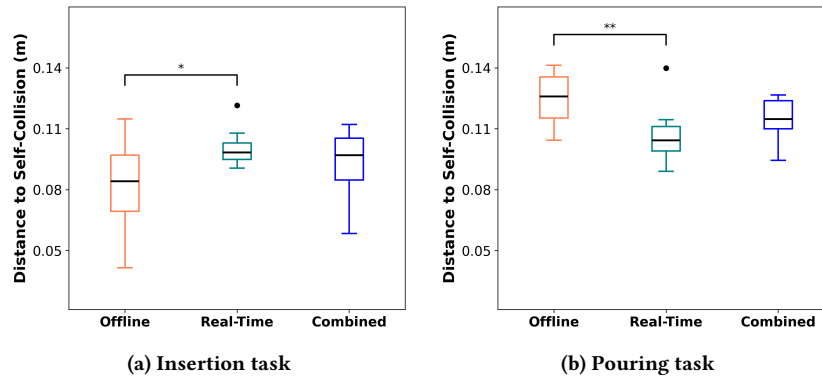 Distance to Self-Collision (m)
0.14
0.11
0.08
0.05
*
Offline
Real-Time
Combined
(a) Insertion task
Distance to Self-Collision (m)
0.14
0.11
0.08
0.05
**
Offline
Real-Time
Combined
(b) Pouring task